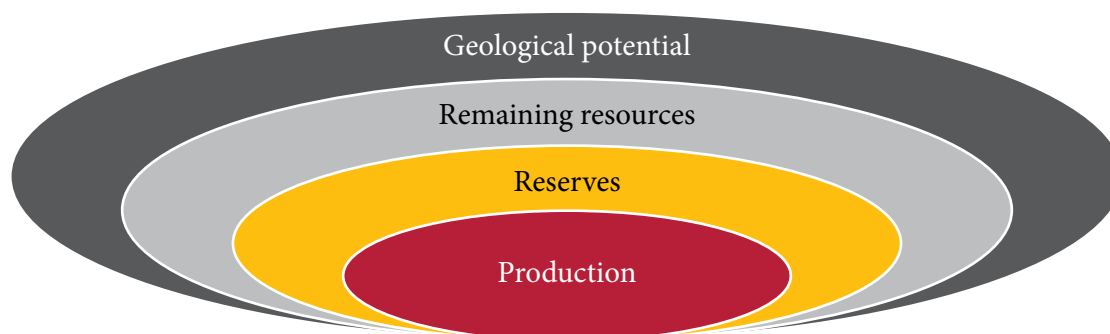 Geological potential
Remaining resources
Reserves
Production